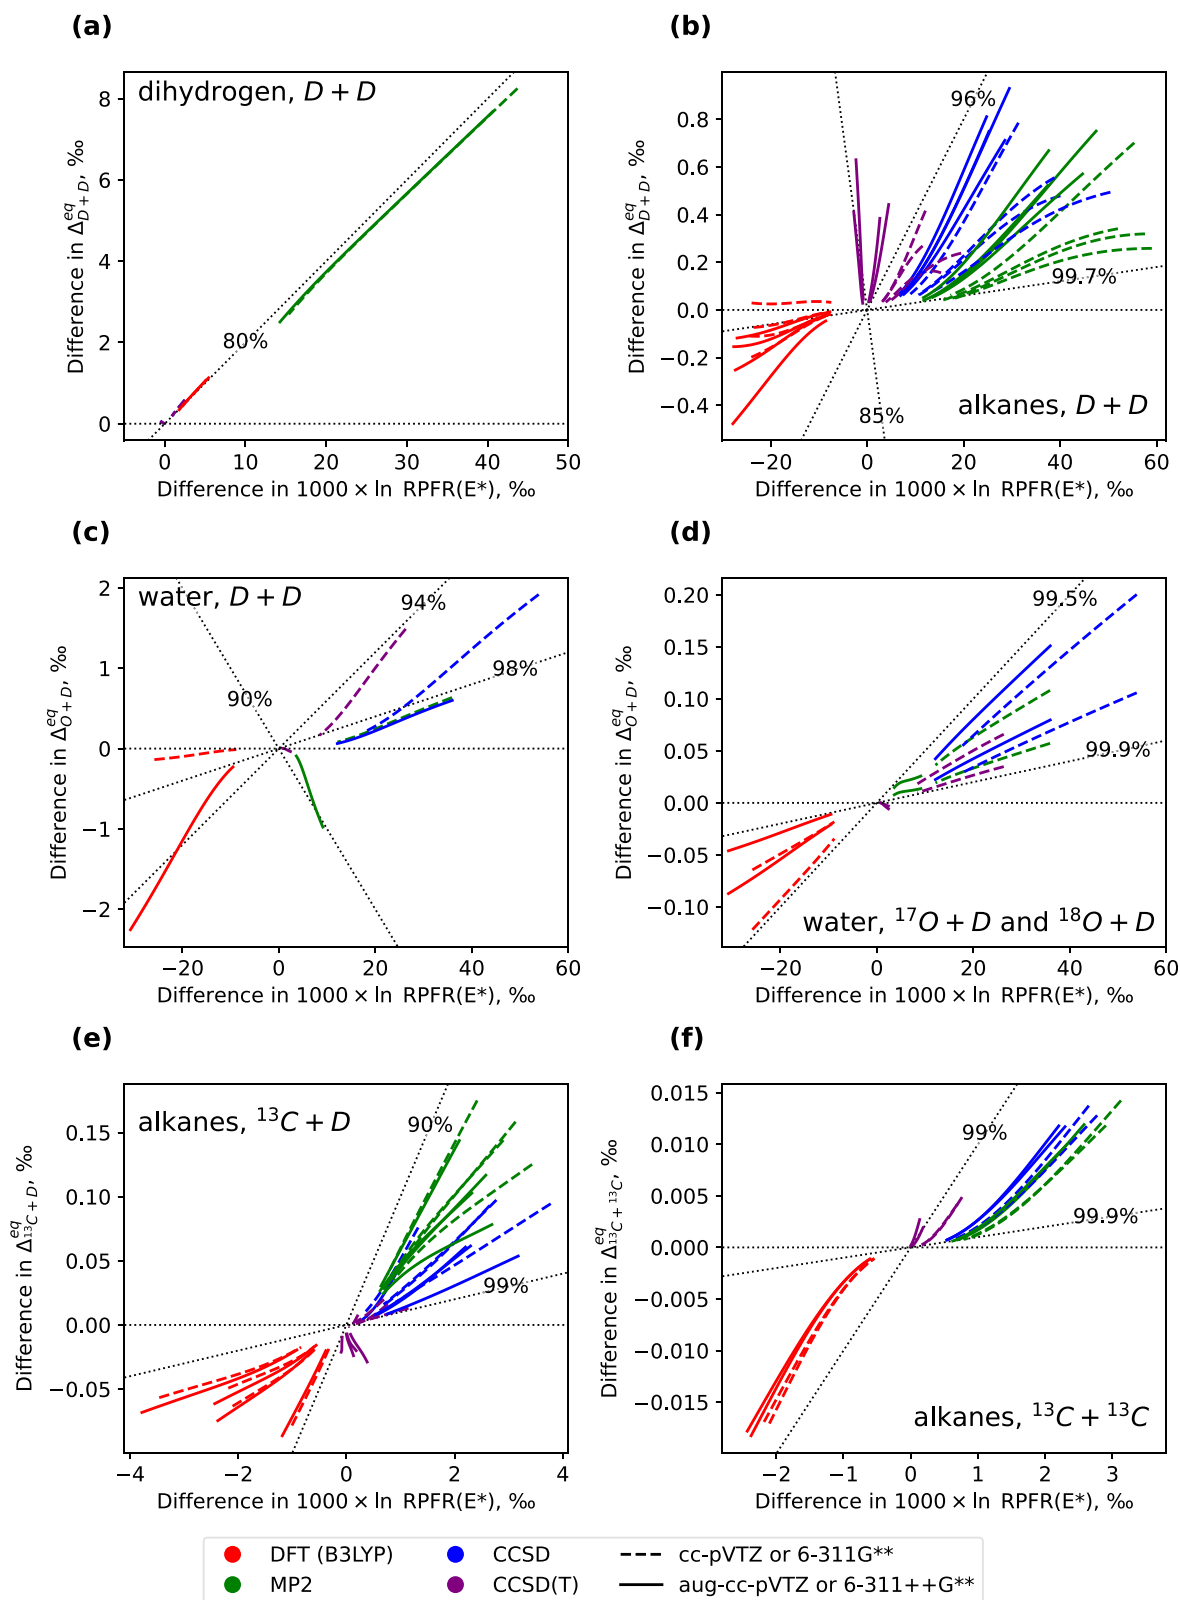 (a)
dihydrogen, D + D
80%
8
6
4
2
0
0 10 20 30 40 50
Difference in Δ^{eq}_{D+D}, ‰
Difference in 1000 × ln RPFR(E*), ‰
(b)
96%
99.7%
85%
alkanes, D + D
0.8
0.6
0.4
0.2
0.0
−0.2
−0.4
−20 0 20 40 60
Difference in Δ^{eq}_{D+D}, ‰
Difference in 1000 × ln RPFR(E*), ‰
(c)
water, D + D
94%
98%
90%
2
1
0
−1
−2
−20 0 20 40 60
Difference in Δ^{eq}_{O+D}, ‰
Difference in 1000 × ln RPFR(E*), ‰
(d)
99.5%
99.9%
water, ¹⁷O + D and ¹⁸O + D
0.20
0.15
0.10
0.05
0.00
−0.05
−0.10
−20 0 20 40 60
Difference in Δ^{eq}_{O+D}, ‰
Difference in 1000 × ln RPFR(E*), ‰
(e)
alkanes, ¹³C + D
90%
99%
0.15
0.10
0.05
0.00
−0.05
−4 −2 0 2 4
Difference in Δ^{eq}_{¹³C+D}, ‰
Difference in 1000 × ln RPFR(E*), ‰
(f)
99%
99.9%
alkanes, ¹³C + ¹³C
0.015
0.010
0.005
0.000
−0.005
−0.010
−0.015
−2 −1 0 1 2 3
Difference in Δ^{eq}_{¹³C+¹³C}, ‰
Difference in 1000 × ln RPFR(E*), ‰
DFT (B3LYP) CCSD cc-pVTZ or 6-311G**
MP2 CCSD(T) aug-cc-pVTZ or 6-311++G**